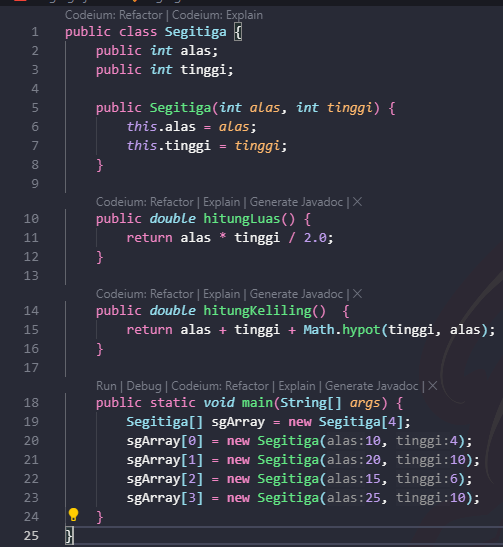 Codeium: Refactor | Codeium: Explain
1 public class Segitiga {
2 public int alas;
3 public int tinggi;
4
5 public Segitiga(int alas, int tinggi) {
6 this.alas = alas;
7 this.tinggi = tinggi;
8 }
9
Codeium: Refactor | Explain | Generate Javadoc | ×
10 public double hitungLuas() {
11 return alas * tinggi / 2.0;
12 }
13
Codeium: Refactor | Explain | Generate Javadoc | ×
14 public double hitungKeliling()  {
15 return alas + tinggi + Math.hypot(tinggi, alas);
16 }
17
Run | Debug | Codeium: Refactor | Explain | Generate Javadoc | ×
18 public static void main(String[] args) {
19 Segitiga[] sgArray = new Segitiga[4];
20 sgArray[0] = new Segitiga(alas:10, tinggi:4);
21 sgArray[1] = new Segitiga(alas:20, tinggi:10);
22 sgArray[2] = new Segitiga(alas:15, tinggi:6);
23 sgArray[3] = new Segitiga(alas:25, tinggi:10);
24 }
25 }